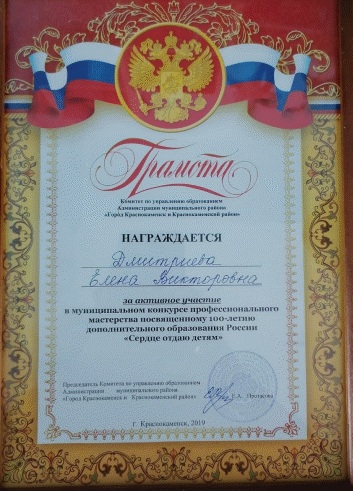 Грамота
Комитет по управлению образованием
Администрации муниципального района
«Город Краснокаменск и Краснокаменский район»
НАГРАЖДАЕТСЯ
Дмитриева
Елена Викторовна
за активное участие
в муниципальном конкурсе профессионального
мастерства посвященному 100-летию
дополнительного образования России
«Сердце отдаю детям»
Председатель Комитета по управлению образованием
Администрации муниципального района
«Город Краснокаменск и Краснокаменский район»
г. Краснокаменск, 2019